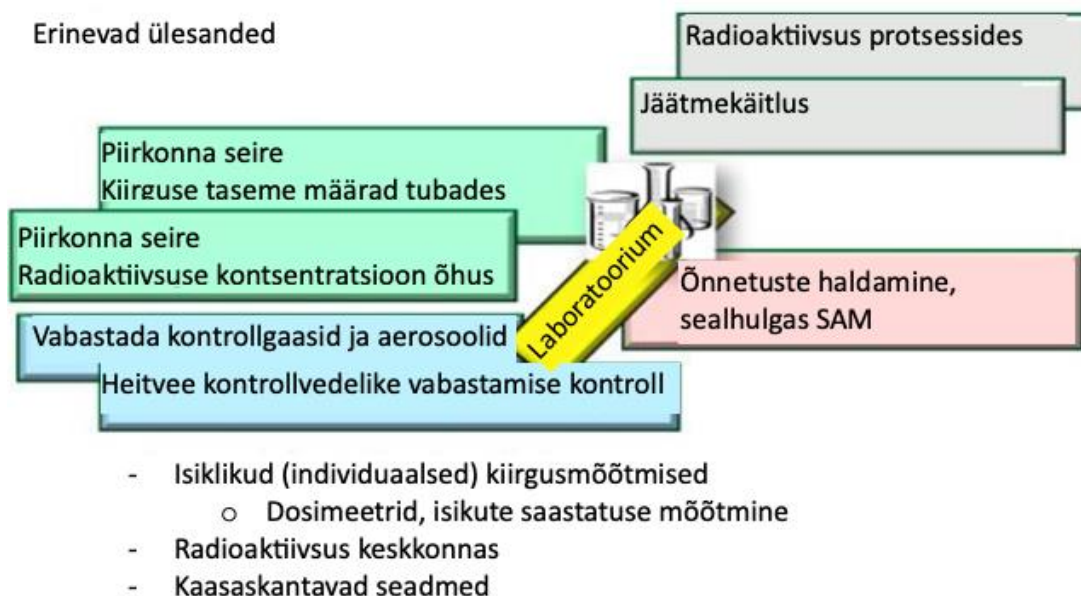 Erinevad ülesanded
Radioaktiivsus protsessides
Jäätmekäitlus
Piirkonna seire
Kiirguse taseme määrad tubades
Piirkonna seire
Radioaktiivsuse kontsentratsioon õhus
Laboratoorium
Õnnetuste haldamine,
sealhulgas SAM
Vabastada kontrollgaasid ja aerosoolid
Heitvee kontrollvedelike vabastamise kontroll
- Isiklikud (individuaalsed) kiirgusmõõtmised
o Dosimeetrid, isikute saastatuse mõõtmine
- Radioaktiivsus keskkonnas
- Kaasaskantavad seadmed